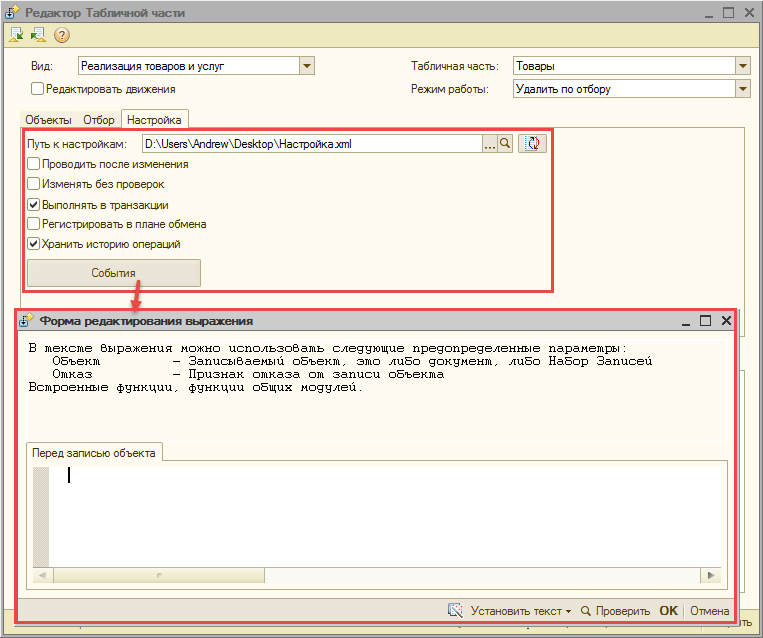 Редактор Табличной части
Вид: Реализация товаров и услуг Табличная часть: Товары
Редактировать движения Режим работы: Удалить по отбору
Объекты Отбор Настройка
Путь к настройкам: D:\Users\Andrew\Desktop\Настройка.xml ...
Проводить после изменения
Изменять без проверок
Выполнять в транзакции
Регистрировать в плане обмена
Хранить историю операций
События
Форма редактирования выражения
В тексте выражения можно использовать следующие предопределенные параметры:
Объект – Записываемый объект, это либо документ, либо Набор Записей
Отказ – Признак отказа от записи объекта
Встроенные функции, функции общих модулей.
Перед записью объекта
Установить текст Проверить OK Отмена